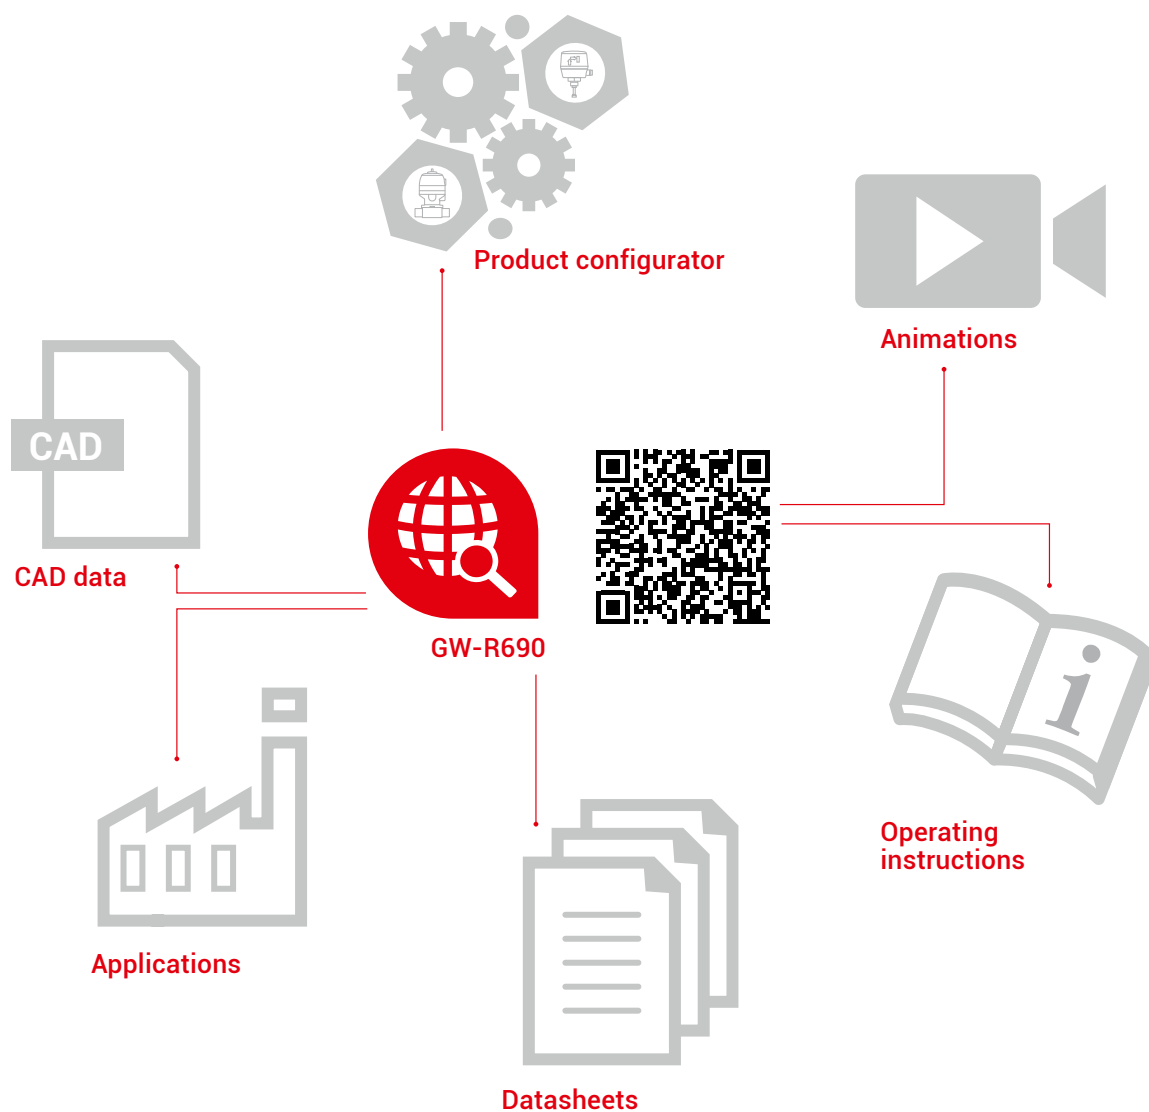 Product configurator
Animations
CAD
CAD data
GW-R690
i
Operating
instructions
Applications
Datasheets